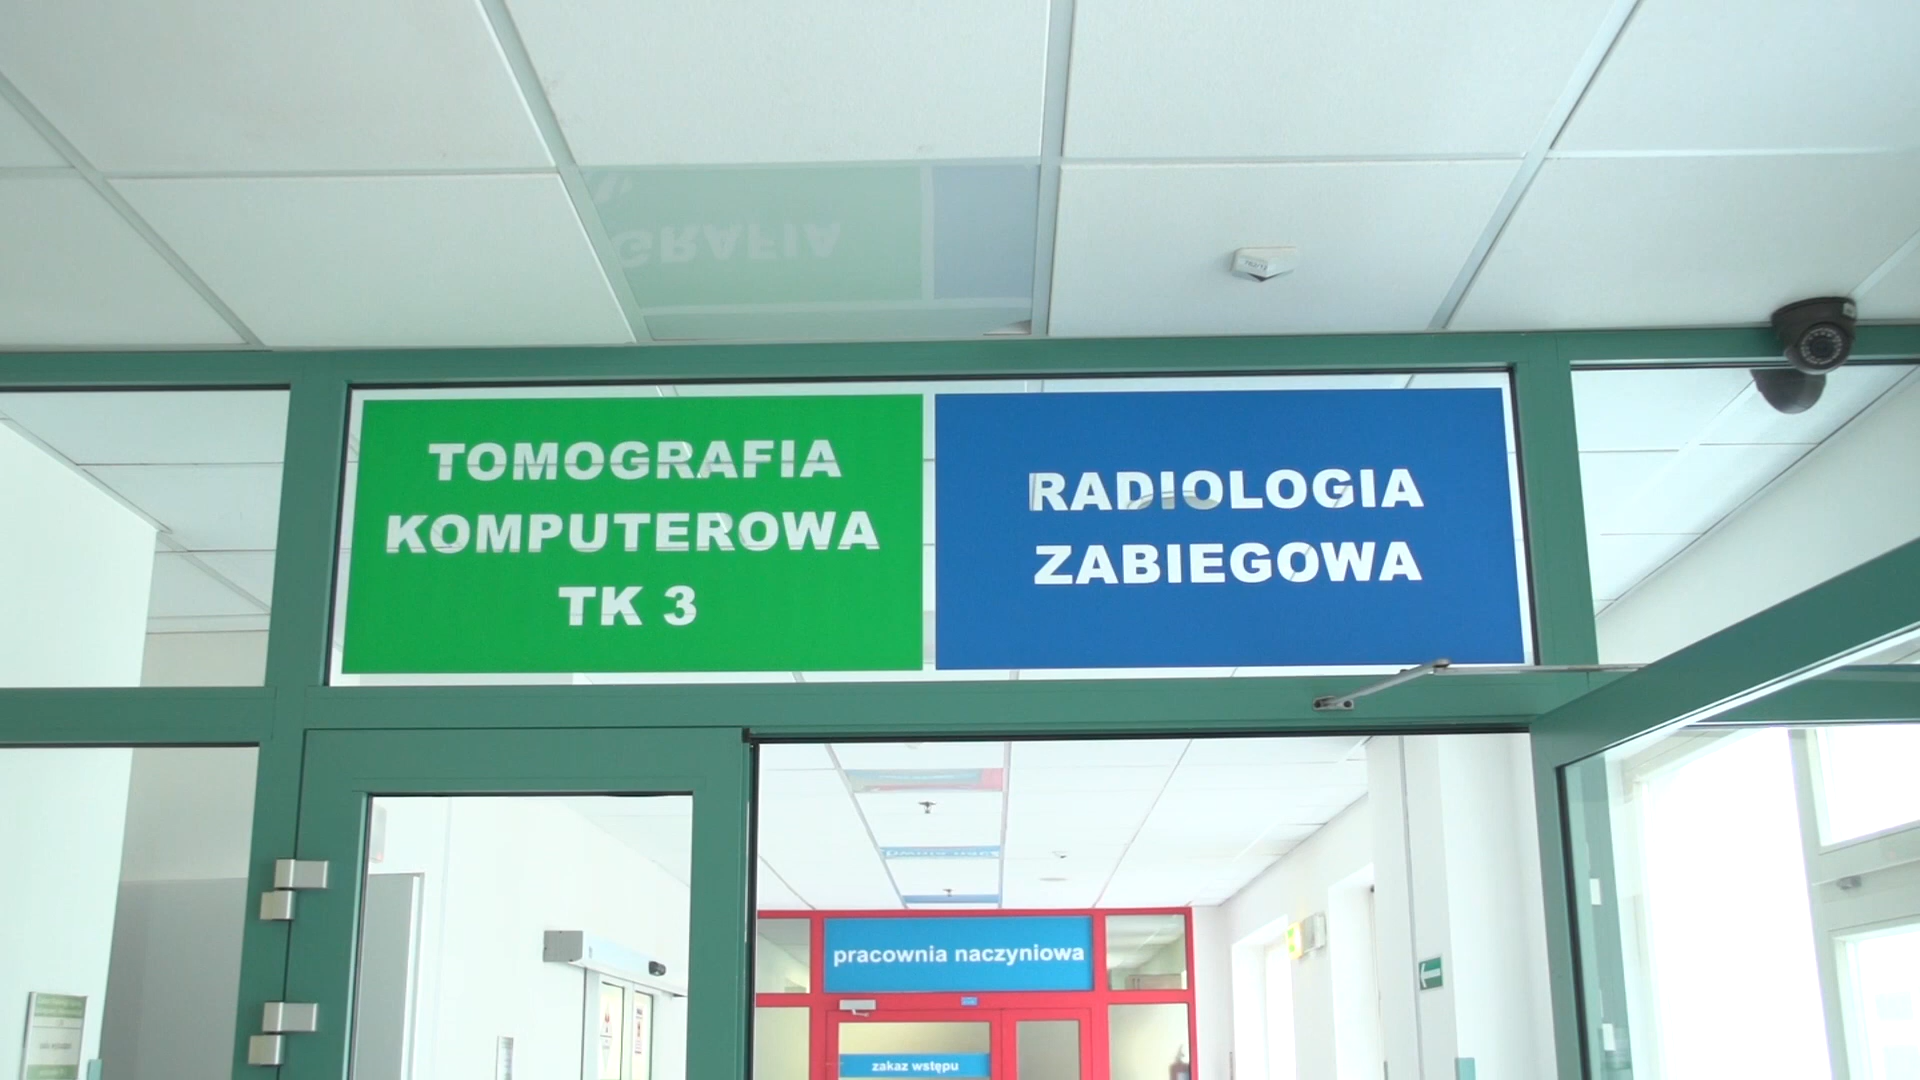 TOMOGRAFIA
KOMPUTEROWA
TK 3
RADIOLOGIA
ZABIEGOWA
pracownia naczyniowa
zakaz wstępu